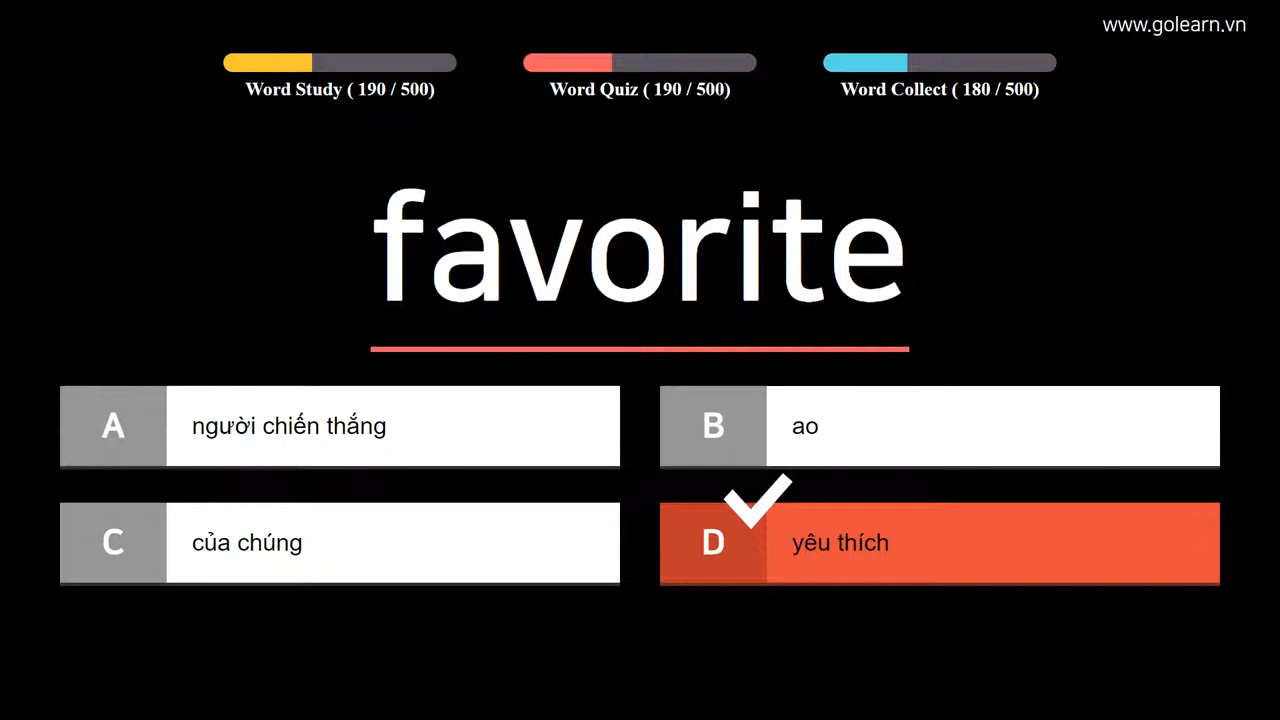 www.golearn.vn
Word Study ( 190 / 500)
Word Quiz ( 190 / 500)
Word Collect ( 180 / 500)
favorite
A người chiến thắng
B ao
C của chúng
D yêu thích